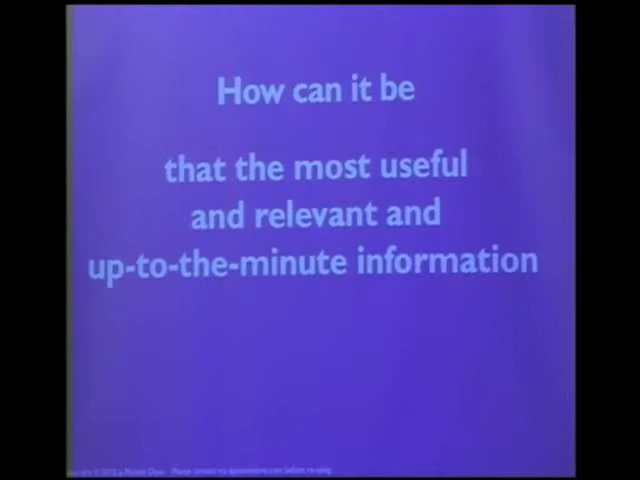 How can it be
that the most useful
and relevant and
up-to-the-minute information